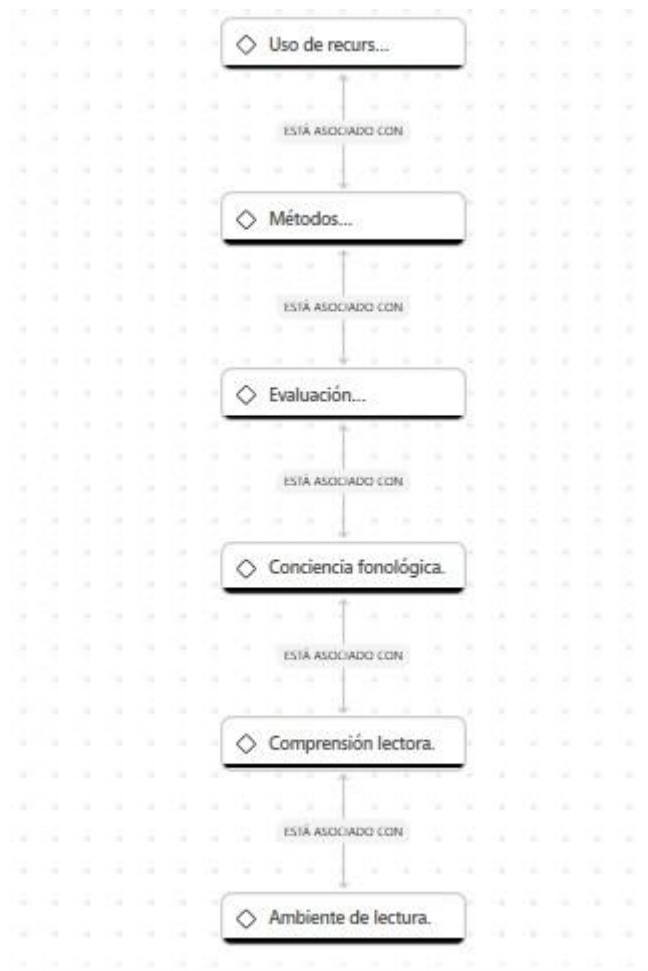 Uso de recurs...
ESTÁ ASOCIADO CON
Métodos...
ESTÁ ASOCIADO CON
Evaluación...
ESTÁ ASOCIADO CON
Conciencia fonológica.
ESTÁ ASOCIADO CON
Comprensión lectora.
ESTÁ ASOCIADO CON
Ambiente de lectura.